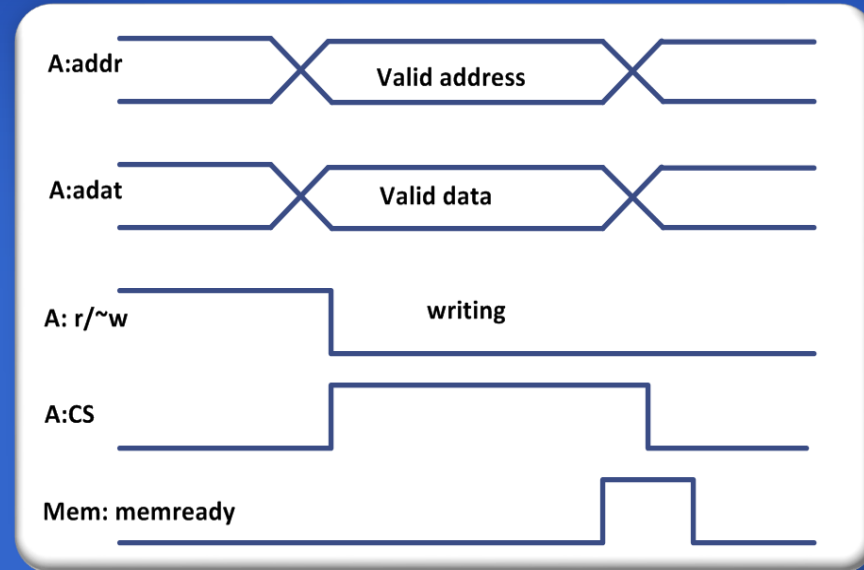 A:addr
Valid address
A:adat
Valid data
A: r/~w
writing
A:CS
Mem: memready